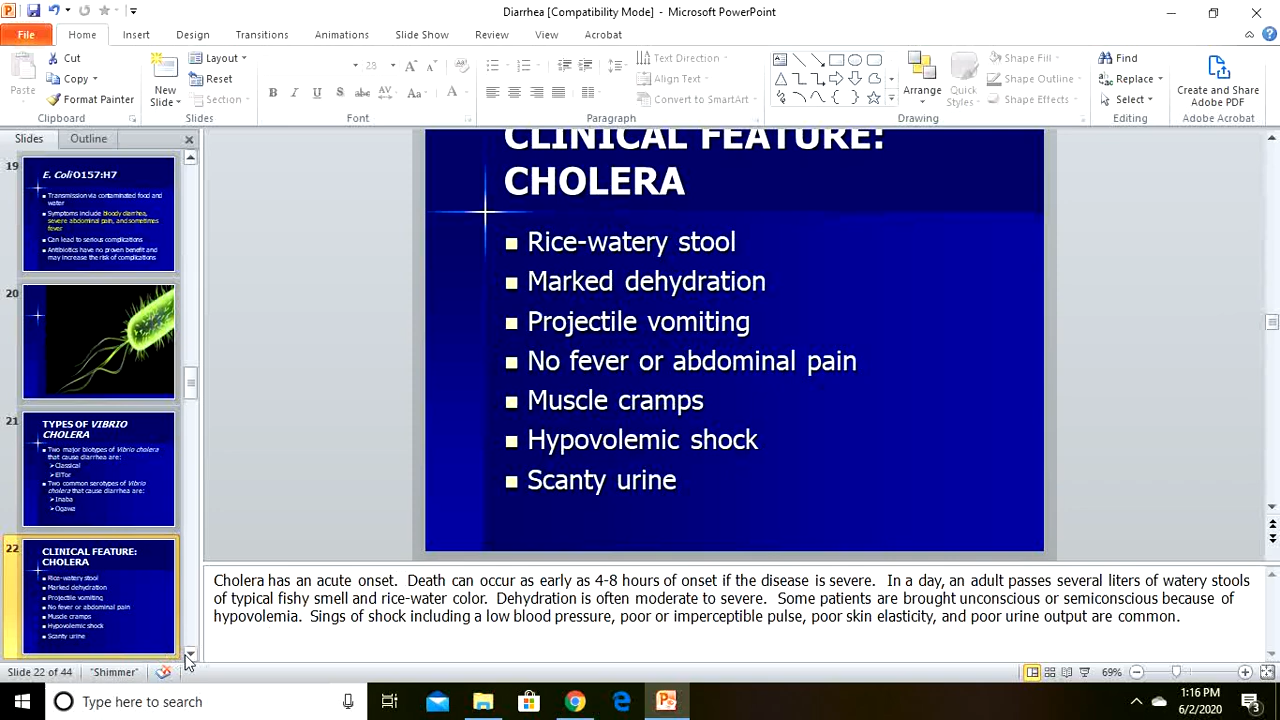 Diarrhea [Compatibility Mode] - Microsoft PowerPoint
File Home Insert Design Transitions Animations Slide Show Review View Acrobat
Paste Cut Copy Format Painter
Clipboard
New Slide Layout Reset Section
Slides
28
Font
Text Direction Align Text Convert to SmartArt
Paragraph
Arrange Quick Styles Shape Fill Shape Outline Shape Effects
Drawing
Find Replace Select
Editing
Create and Share Adobe PDF
Adobe Acrobat
Slides Outline
19
E. Coli O157:H7
Transmission via contaminated food and
water
Symptoms include bloody diarrhea,
severe abdominal pain, and sometimes
fever
Can lead to serious complications
Antibiotics have no proven benefit and
may increase the risk of complications
20
21
TYPES OF VIBRIO
CHOLERA
Two major biotypes of Vibrio cholera
that cause diarrhea are:
Classical
ElTor
Two common serotypes of Vibrio
cholera that cause diarrhea are:
Inaba
Ogawa
22
CLINICAL FEATURE:
CHOLERA
Rice-watery stool
Marked dehydration
Projectile vomiting
No fever or abdominal pain
Muscle cramps
Hypovolemic shock
Scanty urine
CLINICAL FEATURE:
CHOLERA
Rice-watery stool
Marked dehydration
Projectile vomiting
No fever or abdominal pain
Muscle cramps
Hypovolemic shock
Scanty urine
Cholera has an acute onset. Death can occur as early as 4-8 hours of onset if the disease is severe. In a day, an adult passes several liters of watery stools
of typical fishy smell and rice-water color. Dehydration is often moderate to severe. Some patients are brought unconscious or semiconscious because of
hypovolemia. Sings of shock including a low blood pressure, poor or imperceptible pulse, poor skin elasticity, and poor urine output are common.
Slide 22 of 44 "Shimmer" 69%
Type here to search
1:16 PM
6/2/2020
3